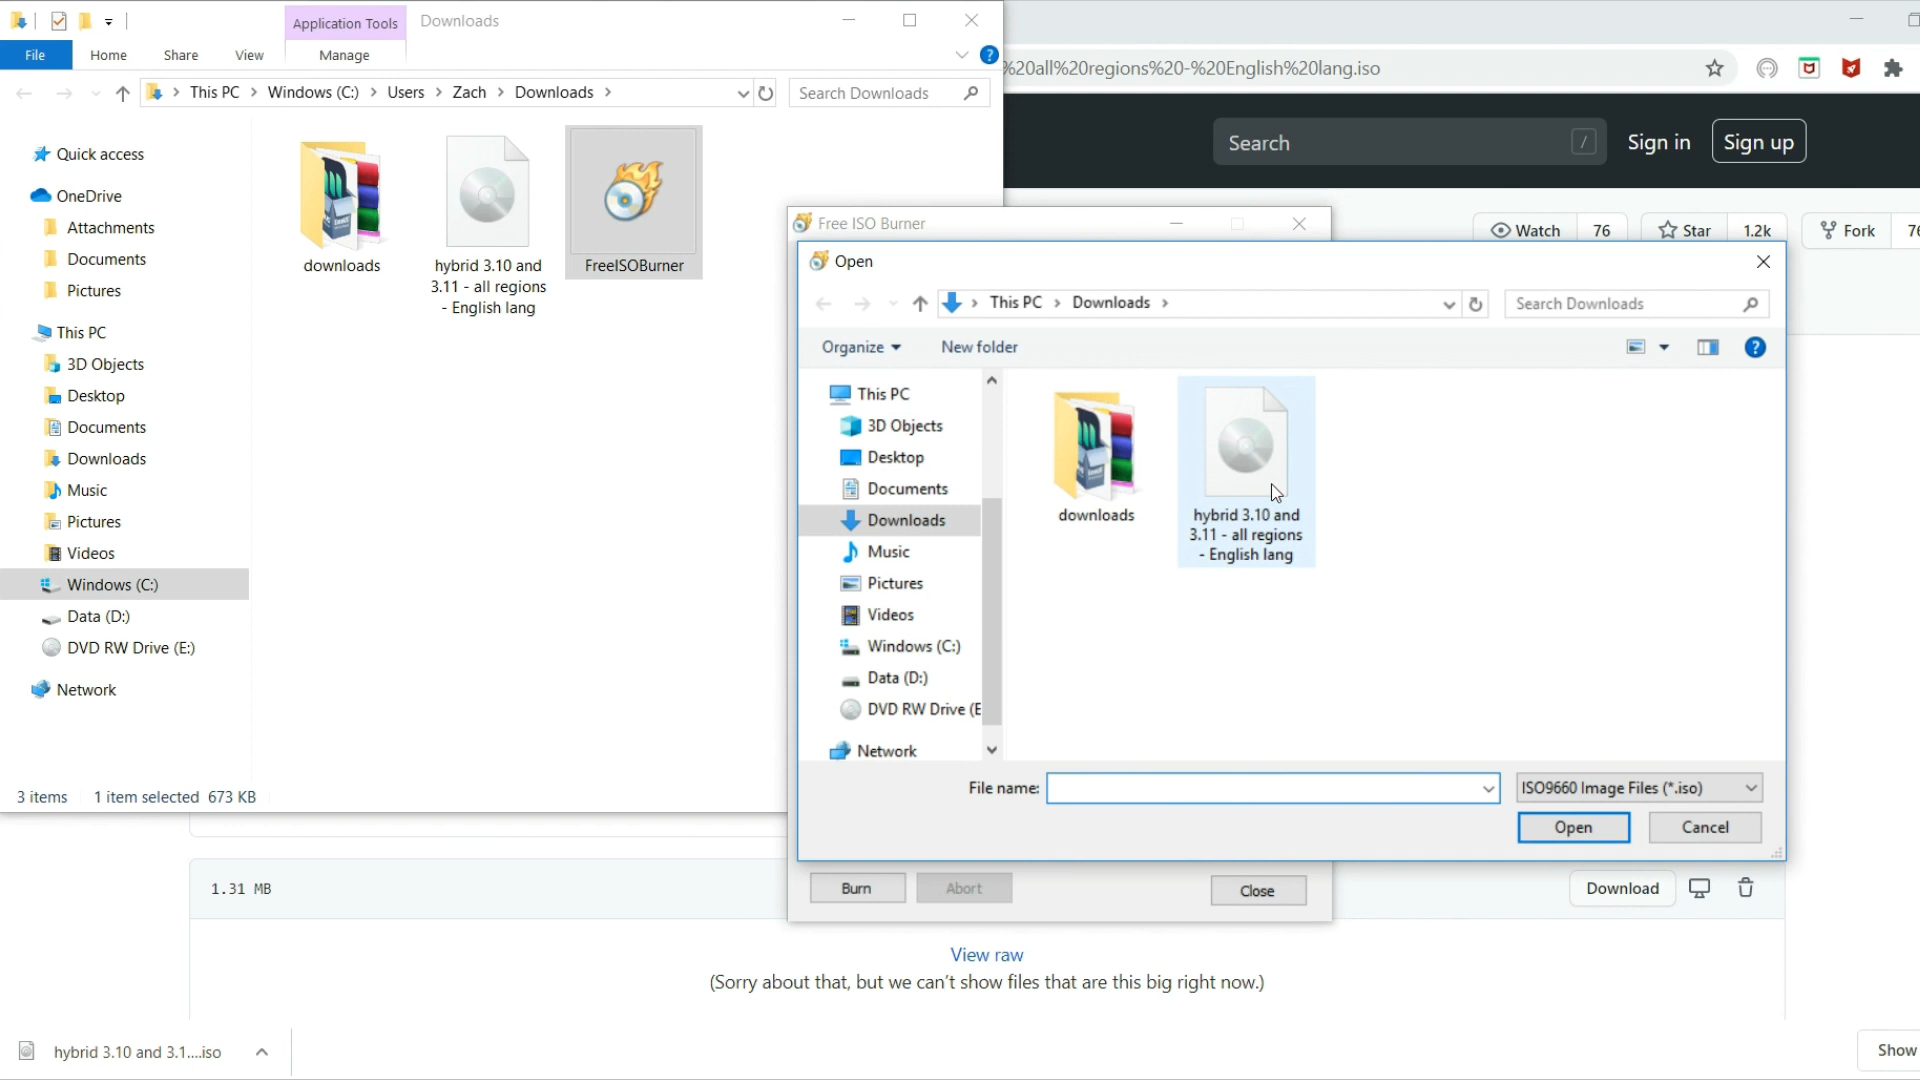 Application Tools
Downloads
File
Home
Share
View
Manage
?
This PC > Windows (C:) > Users > Zach > Downloads >
Search Downloads
Quick access
OneDrive
Attachments
Documents
Pictures
This PC
3D Objects
Desktop
Documents
Downloads
Music
Pictures
Videos
Windows (C:)
Data (D:)
DVD RW Drive (E:)
Network
downloads
hybrid 3.10 and
3.11 - all regions
- English lang
FreeISOBurner
3 items
1 item selected 673 KB
%20all%20regions%20-%20English%20lang.iso
Search
/
Sign in
Sign up
Watch
76
Star
1.2k
Fork
76
Free ISO Burner
Open
This PC > Downloads >
Search Downloads
Organize
New folder
?
This PC
3D Objects
Desktop
Documents
Downloads
Music
Pictures
Videos
Windows (C:)
Data (D:)
DVD RW Drive (E
Network
downloads
hybrid 3.10 and
3.11 - all regions
- English lang
File name:
ISO9660 Image Files (*.iso)
Open
Cancel
Burn
Abort
Close
1.31 MB
Download
View raw
(Sorry about that, but we can't show files that are this big right now.)
hybrid 3.10 and 3.1....iso
Show